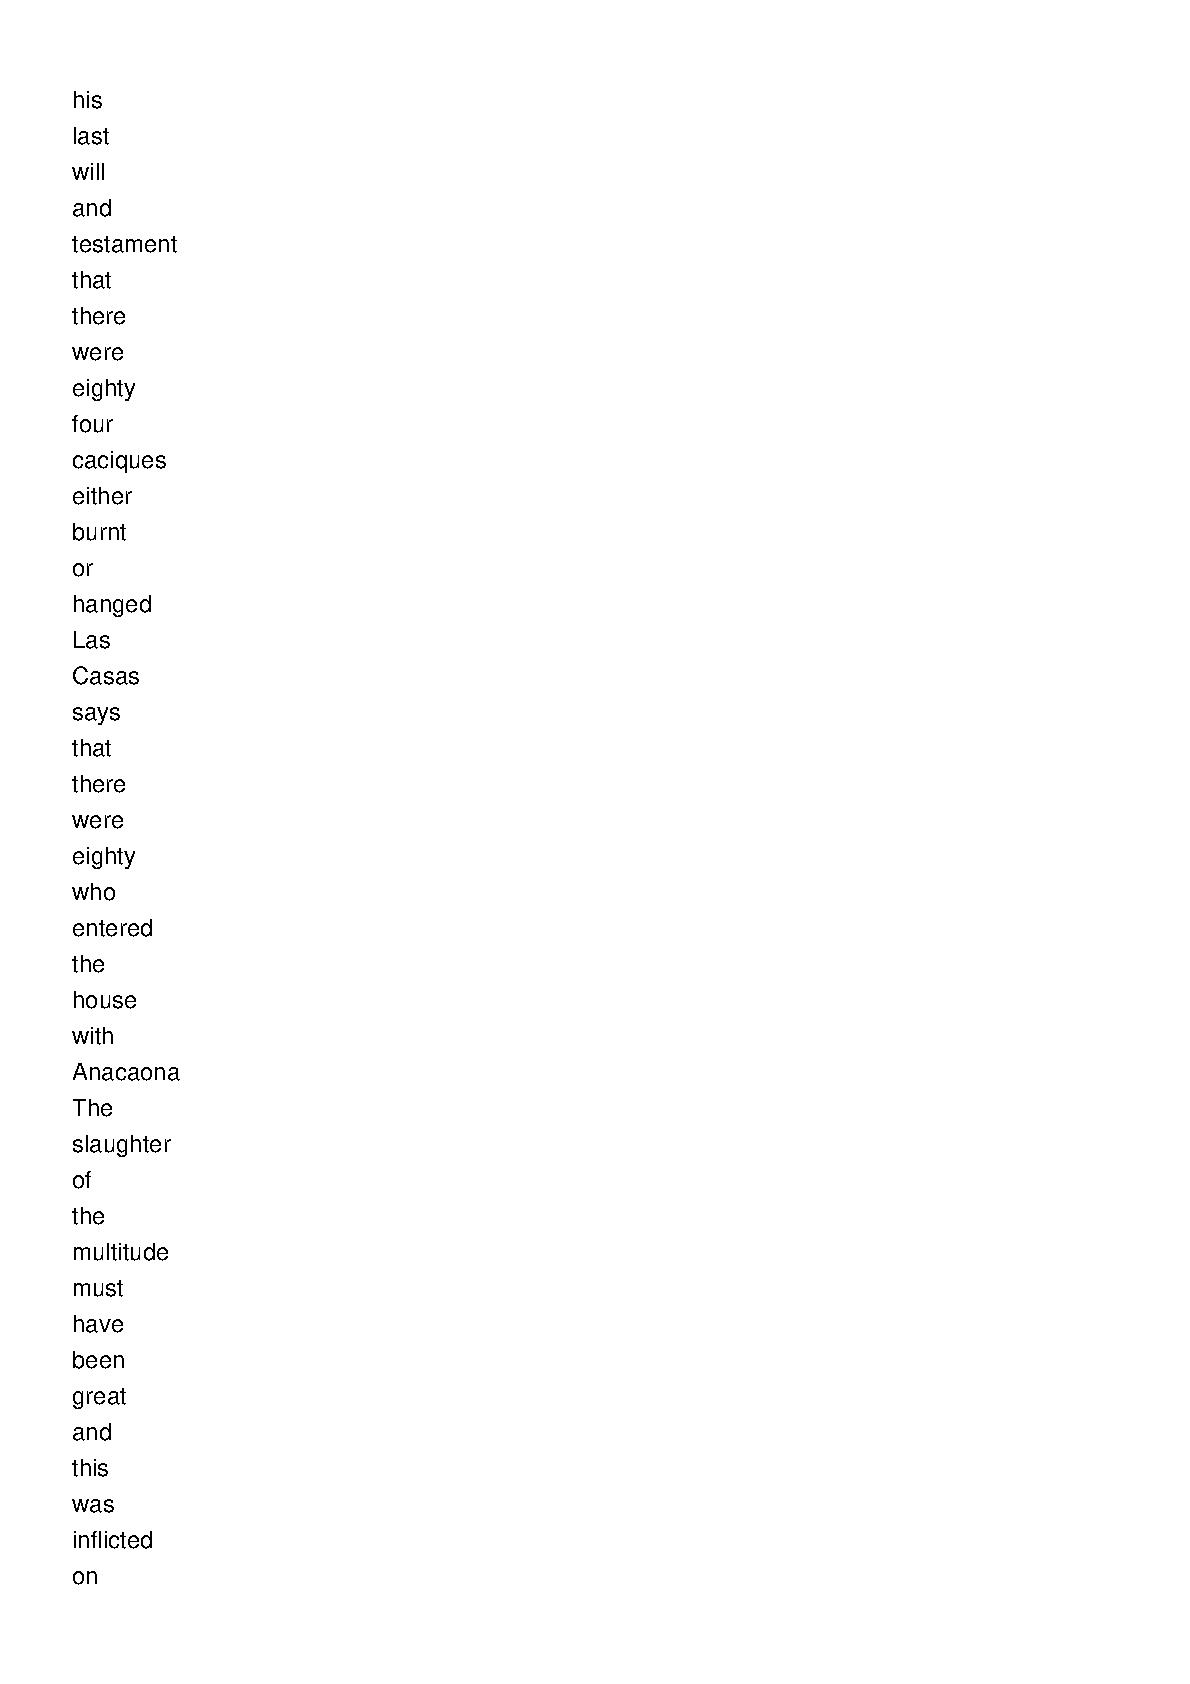 his
last
will
and
testament
that
there
were
eighty
four
caciques
either
burnt
or
hanged
Las
Casas
says
that
there
were
eighty
who
entered
the
house
with
Anacaona
The
slaughter
of
the
multitude
must
have
been
great
and
this
was
inflicted
on